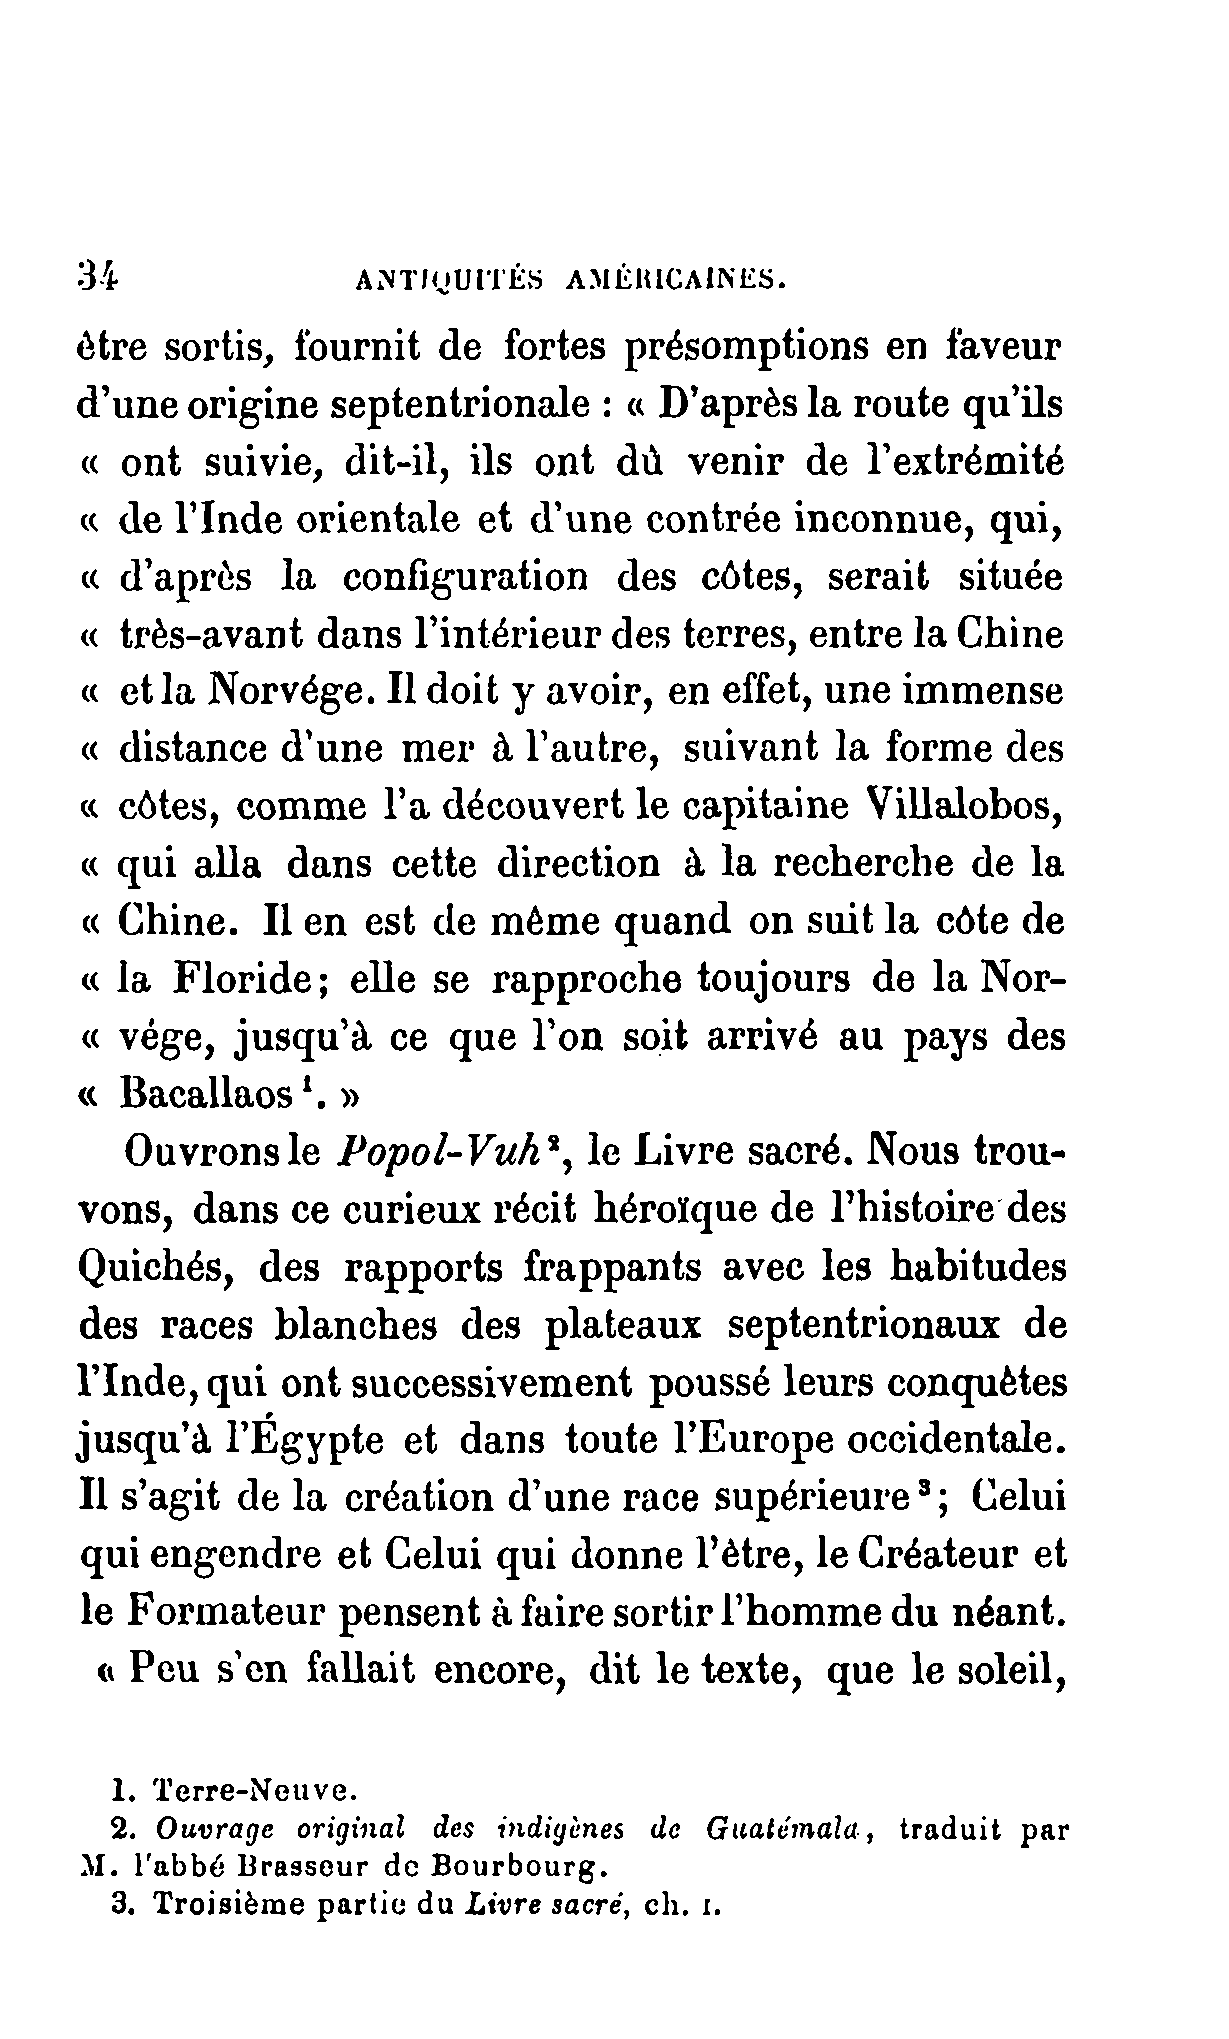 34 ANTIQUITÉS AMÉRICAINES.
être sortis, fournit de fortes présomptions en faveur
d'une origine septentrionale : « D'après la route qu'ils
« ont suivie, dit-il, ils ont dû venir de l'extrémité
« de l'Inde orientale et d'une contrée inconnue, qui,
« d'après la configuration des côtes, serait située
« très-avant dans l'intérieur des terres, entre la Chine
« et la Norvége. Il doit y avoir, en effet, une immense
« distance d'une mer à l'autre, suivant la forme des
« côtes, comme l'a découvert le capitaine Villalobos,
« qui alla dans cette direction à la recherche de la
« Chine. Il en est de même quand on suit la côte de
« la Floride; elle se rapproche toujours de la Nor-
« vége, jusqu'à ce que l'on soit arrivé au pays des
« Bacallaos ¹. »
Ouvrons le Popol-Vuh ², le Livre sacré. Nous trou-
vons, dans ce curieux récit héroïque de l'histoire des
Quichés, des rapports frappants avec les habitudes
des races blanches des plateaux septentrionaux de
l'Inde, qui ont successivement poussé leurs conquêtes
jusqu'à l'Égypte et dans toute l'Europe occidentale.
Il s'agit de la création d'une race supérieure ³; Celui
qui engendre et Celui qui donne l'être, le Créateur et
le Formateur pensent à faire sortir l'homme du néant.
« Peu s'en fallait encore, dit le texte, que le soleil,
1. Terre-Neuve.
2. Ouvrage original des indigènes de Guatémala, traduit par
M. l'abbé Brasseur de Bourbourg.
3. Troisième partie du Livre sacré, ch. I.